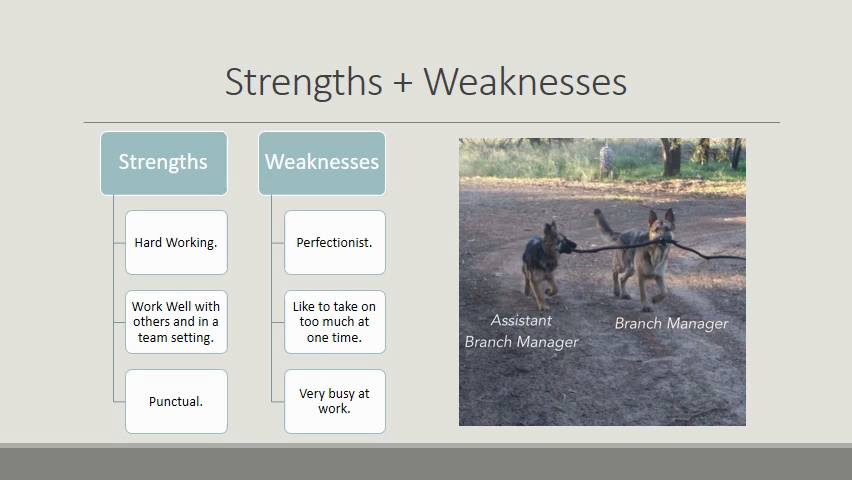 Strengths + Weaknesses
Strengths
Hard Working.
Work Well with
others and in a
team setting.
Punctual.
Weaknesses
Perfectionist.
Like to take on
too much at
one time.
Very busy at
work.
Assistant
Branch Manager
Branch Manager